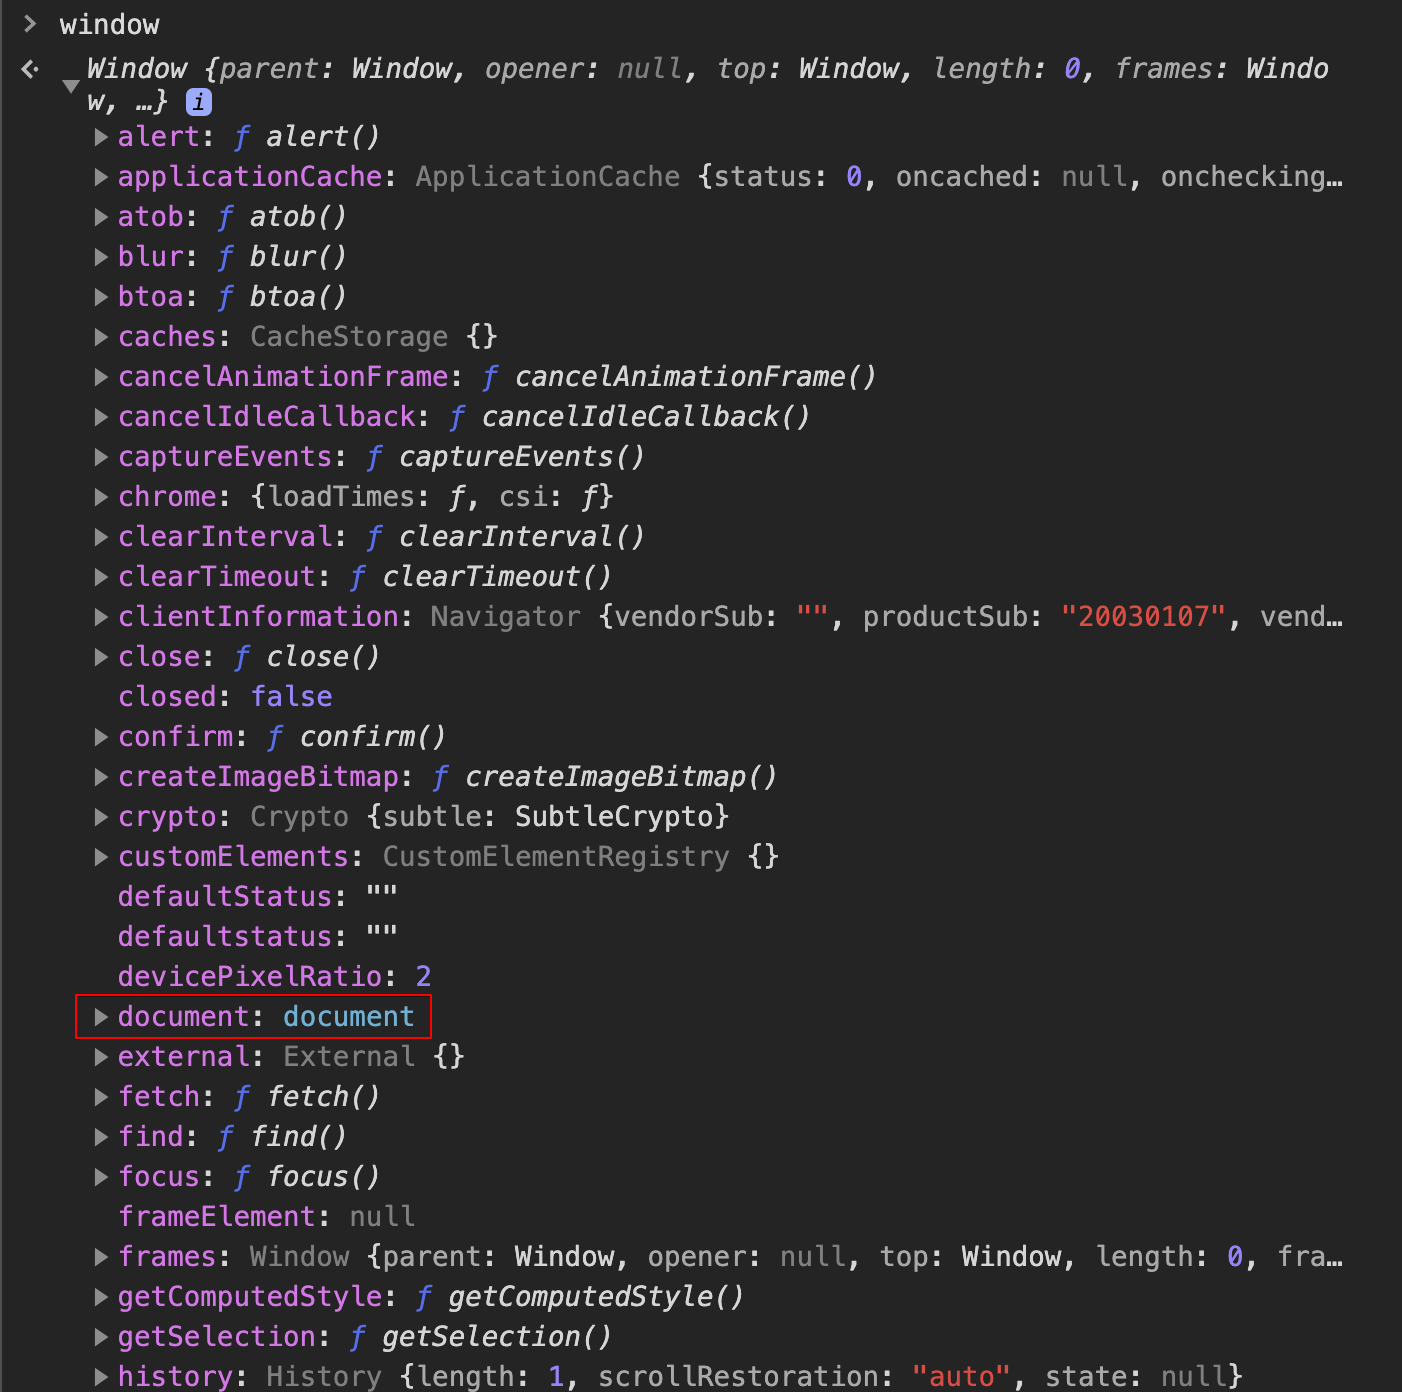 > window
Window {parent: Window, opener: null, top: Window, length: 0, frames: Windo
w, …} i
alert: ƒ alert()
applicationCache: ApplicationCache {status: 0, oncached: null, onchecking…
atob: ƒ atob()
blur: ƒ blur()
btoa: ƒ btoa()
caches: CacheStorage {}
cancelAnimationFrame: ƒ cancelAnimationFrame()
cancelIdleCallback: ƒ cancelIdleCallback()
captureEvents: ƒ captureEvents()
chrome: {loadTimes: ƒ, csi: ƒ}
clearInterval: ƒ clearInterval()
clearTimeout: ƒ clearTimeout()
clientInformation: Navigator {vendorSub: "", productSub: "20030107", vend…
close: ƒ close()
closed: false
confirm: ƒ confirm()
createImageBitmap: ƒ createImageBitmap()
crypto: Crypto {subtle: SubtleCrypto}
customElements: CustomElementRegistry {}
defaultStatus: ""
defaultstatus: ""
devicePixelRatio: 2
document: document
external: External {}
fetch: ƒ fetch()
find: ƒ find()
focus: ƒ focus()
frameElement: null
frames: Window {parent: Window, opener: null, top: Window, length: 0, fra…
getComputedStyle: ƒ getComputedStyle()
getSelection: ƒ getSelection()
history: History {length: 1, scrollRestoration: "auto", state: null}